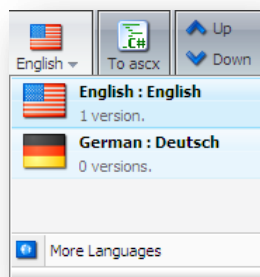 Up
C#
English
To ascx
Down
English : English
1 version.
German : Deutsch
0 versions.
More Languages